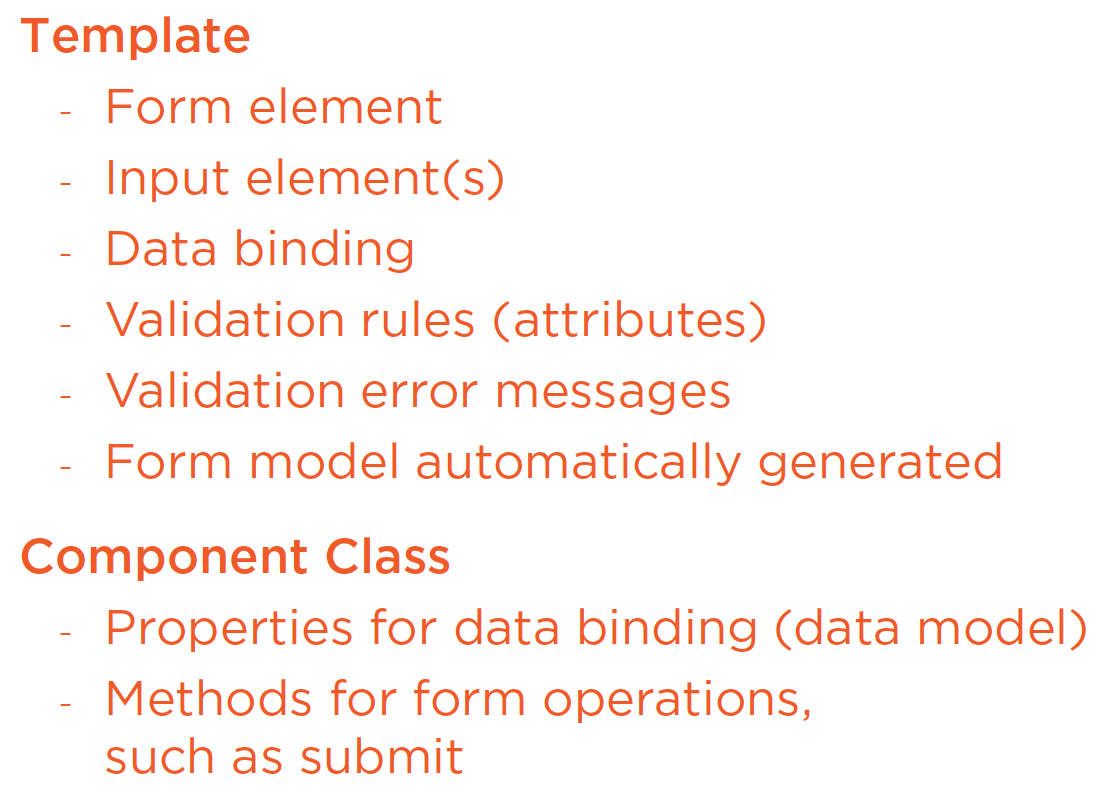 Template
- Form element
- Input element(s)
- Data binding
- Validation rules (attributes)
- Validation error messages
- Form model automatically generated
Component Class
- Properties for data binding (data model)
- Methods for form operations,
such as submit